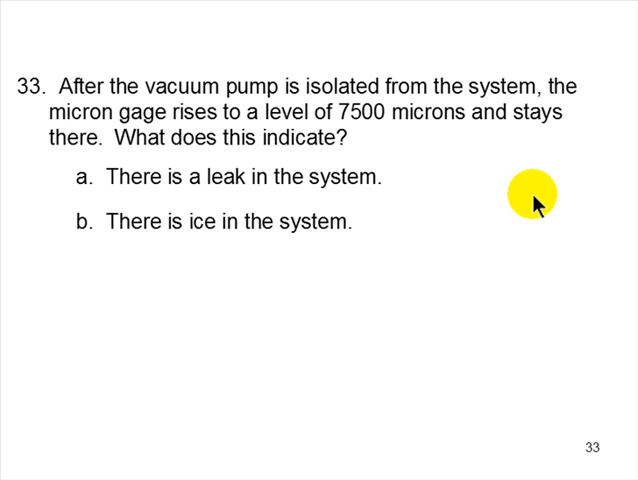 33. After the vacuum pump is isolated from the system, the
micron gage rises to a level of 7500 microns and stays
there. What does this indicate?
a. There is a leak in the system.
b. There is ice in the system.
33